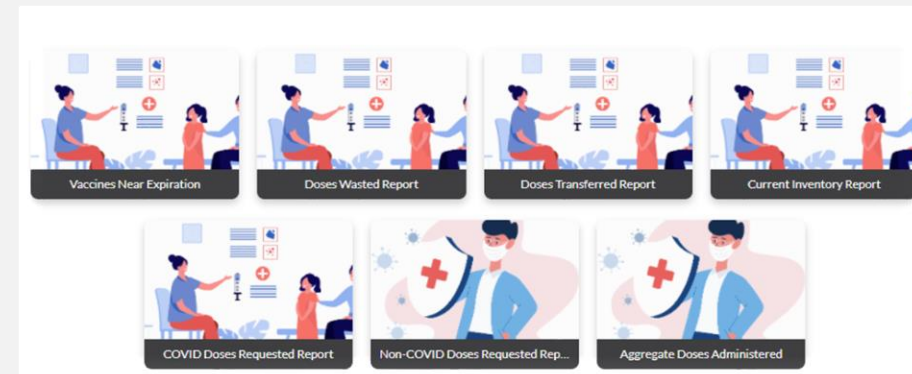 Vaccines Near Expiration
Doses Wasted Report
Doses Transferred Report
Current Inventory Report
COVID Doses Requested Report
Non-COVID Doses Requested Rep...
Aggregate Doses Administered